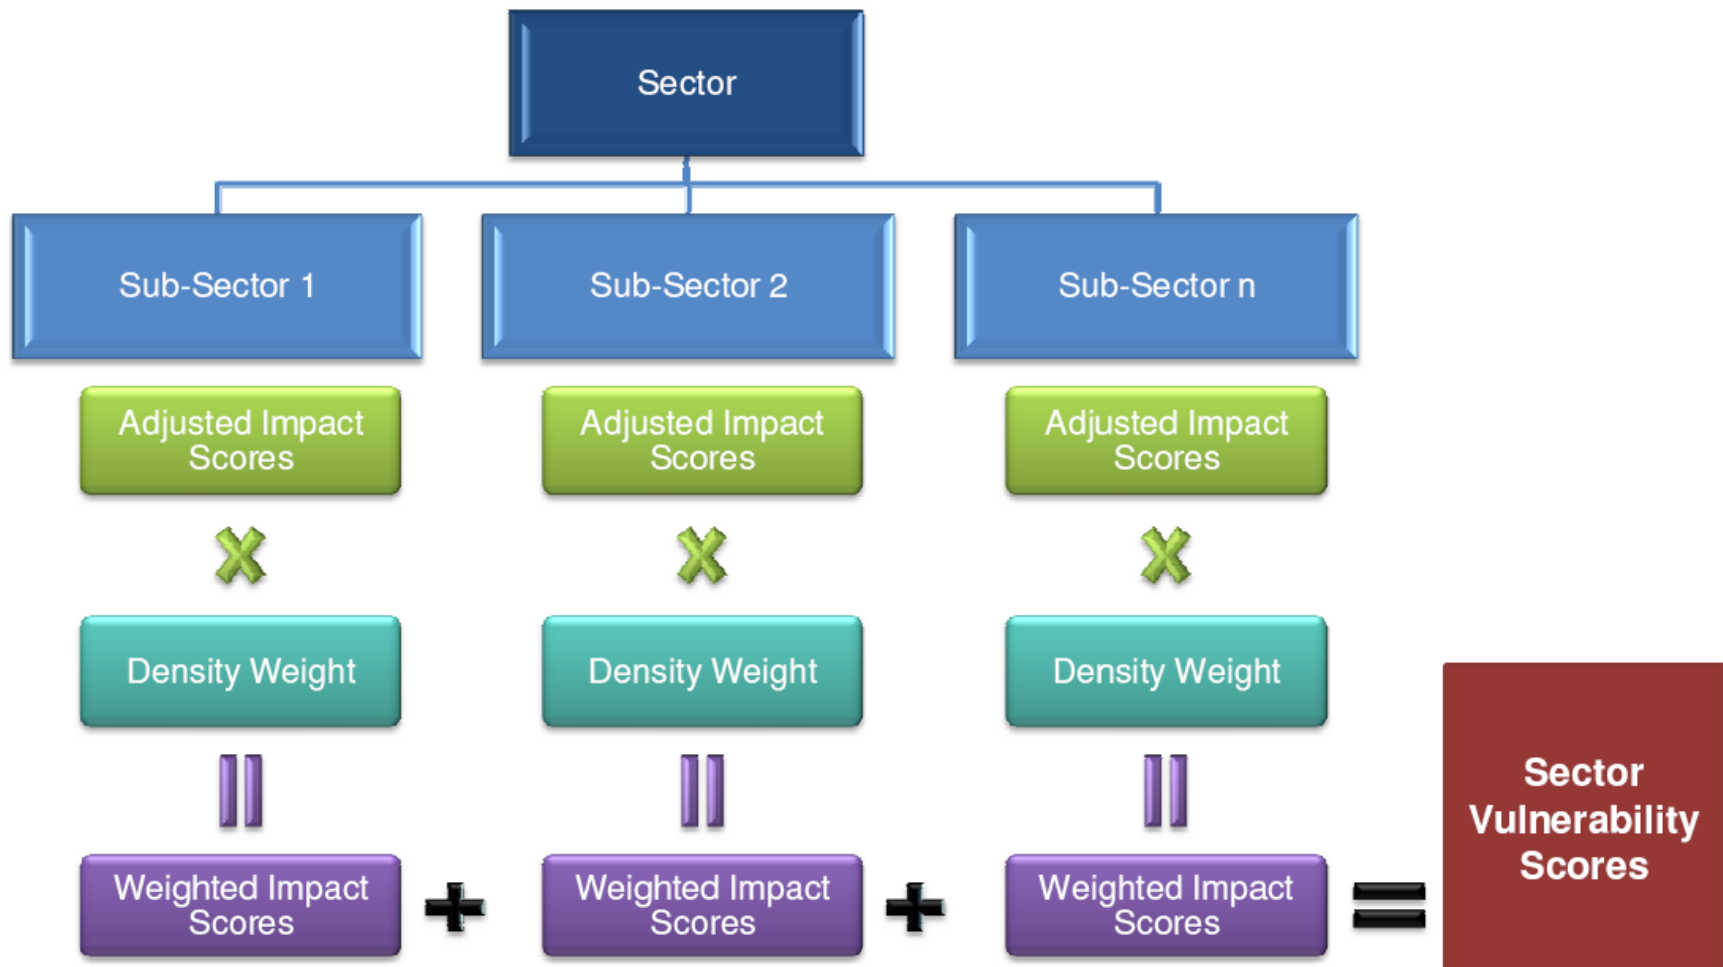 Sector
Sub-Sector 1
Sub-Sector 2
Sub-Sector n
Adjusted Impact
Scores
Adjusted Impact
Scores
Adjusted Impact
Scores
Density Weight
Density Weight
Density Weight
Weighted Impact
Scores
Weighted Impact
Scores
Weighted Impact
Scores
Sector
Vulnerability
Scores